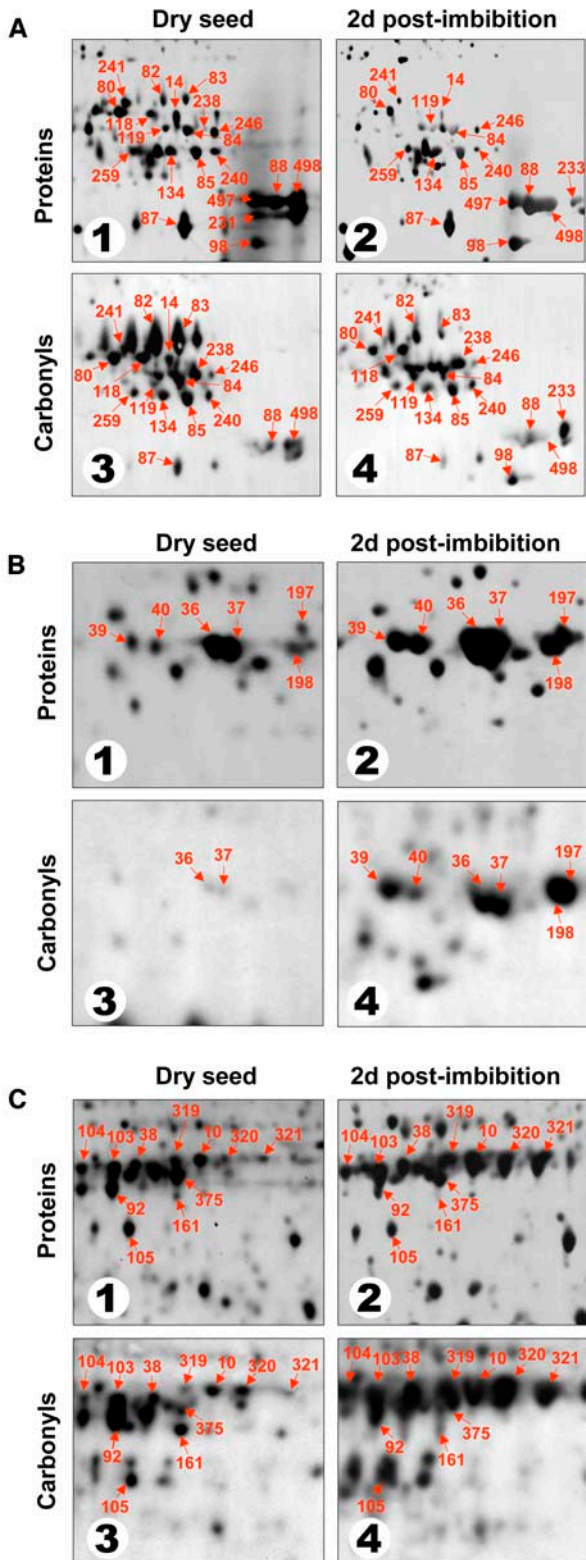 A
Dry seed 2d post-imbibition
Proteins
241 82 14 83
80
118 119 238
246
84
259 134 85 240
88 498
497
231
87
98
1
241 14
80 119
246
84
259 134 85 240
88 233
497
87 498
98
2
Carbonyls
82 14 83
241
238
80 246
118 84
119
259 134 85 240
88 498
87
3
82 83
241
80 238
118 246
84
259 119
134 85 240
233
88
87 98 498
4
B
Dry seed 2d post-imbibition
Proteins
36 37 197
39 40
198
1
36 37 197
39 40
198
2
Carbonyls
36 37
3
39 40 36 37 197
198
4
C
Dry seed 2d post-imbibition
Proteins
104 103 38 319 10 320 321
92 375
161
105
1
104 103 38 319 10 320 321
92 375
161
105
2
Carbonyls
104 103 38 319 10 320 321
92 375
161
105
3
104 103 38 319 10 320 321
92 375
161
105
4